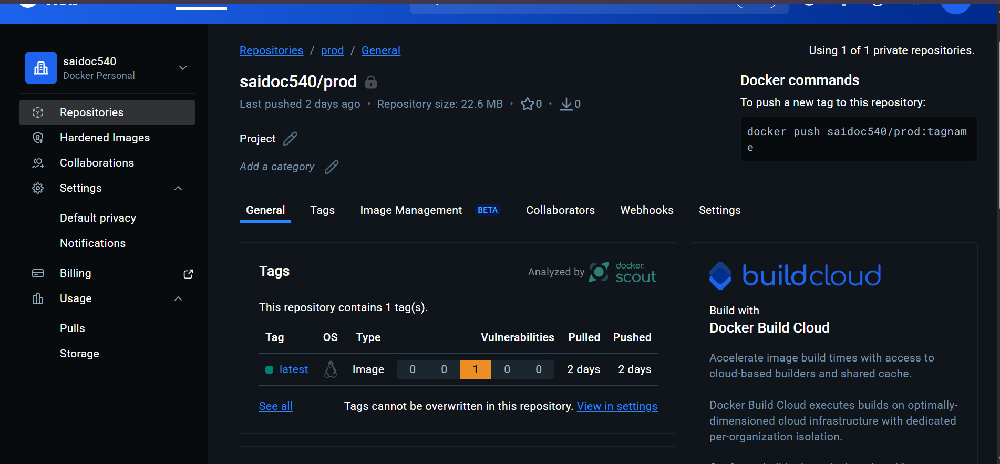 saidoc540
Docker Personal
Repositories
Hardened Images
Collaborations
Settings
Default privacy
Notifications
Billing
Usage
Pulls
Storage
Repositories / prod / General
Using 1 of 1 private repositories.
saidoc540/prod
Last pushed 2 days ago • Repository size: 22.6 MB • 0 • 0
Project
Add a category
Docker commands
To push a new tag to this repository:
docker push saidoc540/prod:tagnam
e
General Tags Image Management BETA Collaborators Webhooks Settings
Tags
Analyzed by docker scout
This repository contains 1 tag(s).
Tag OS Type Vulnerabilities Pulled Pushed
latest Image 0 0 1 0 0 2 days 2 days
See all Tags cannot be overwritten in this repository. View in settings
buildcloud
Build with
Docker Build Cloud
Accelerate image build times with access to
cloud-based builders and shared cache.
Docker Build Cloud executes builds on optimally-
dimensioned cloud infrastructure with dedicated
per-organization isolation.